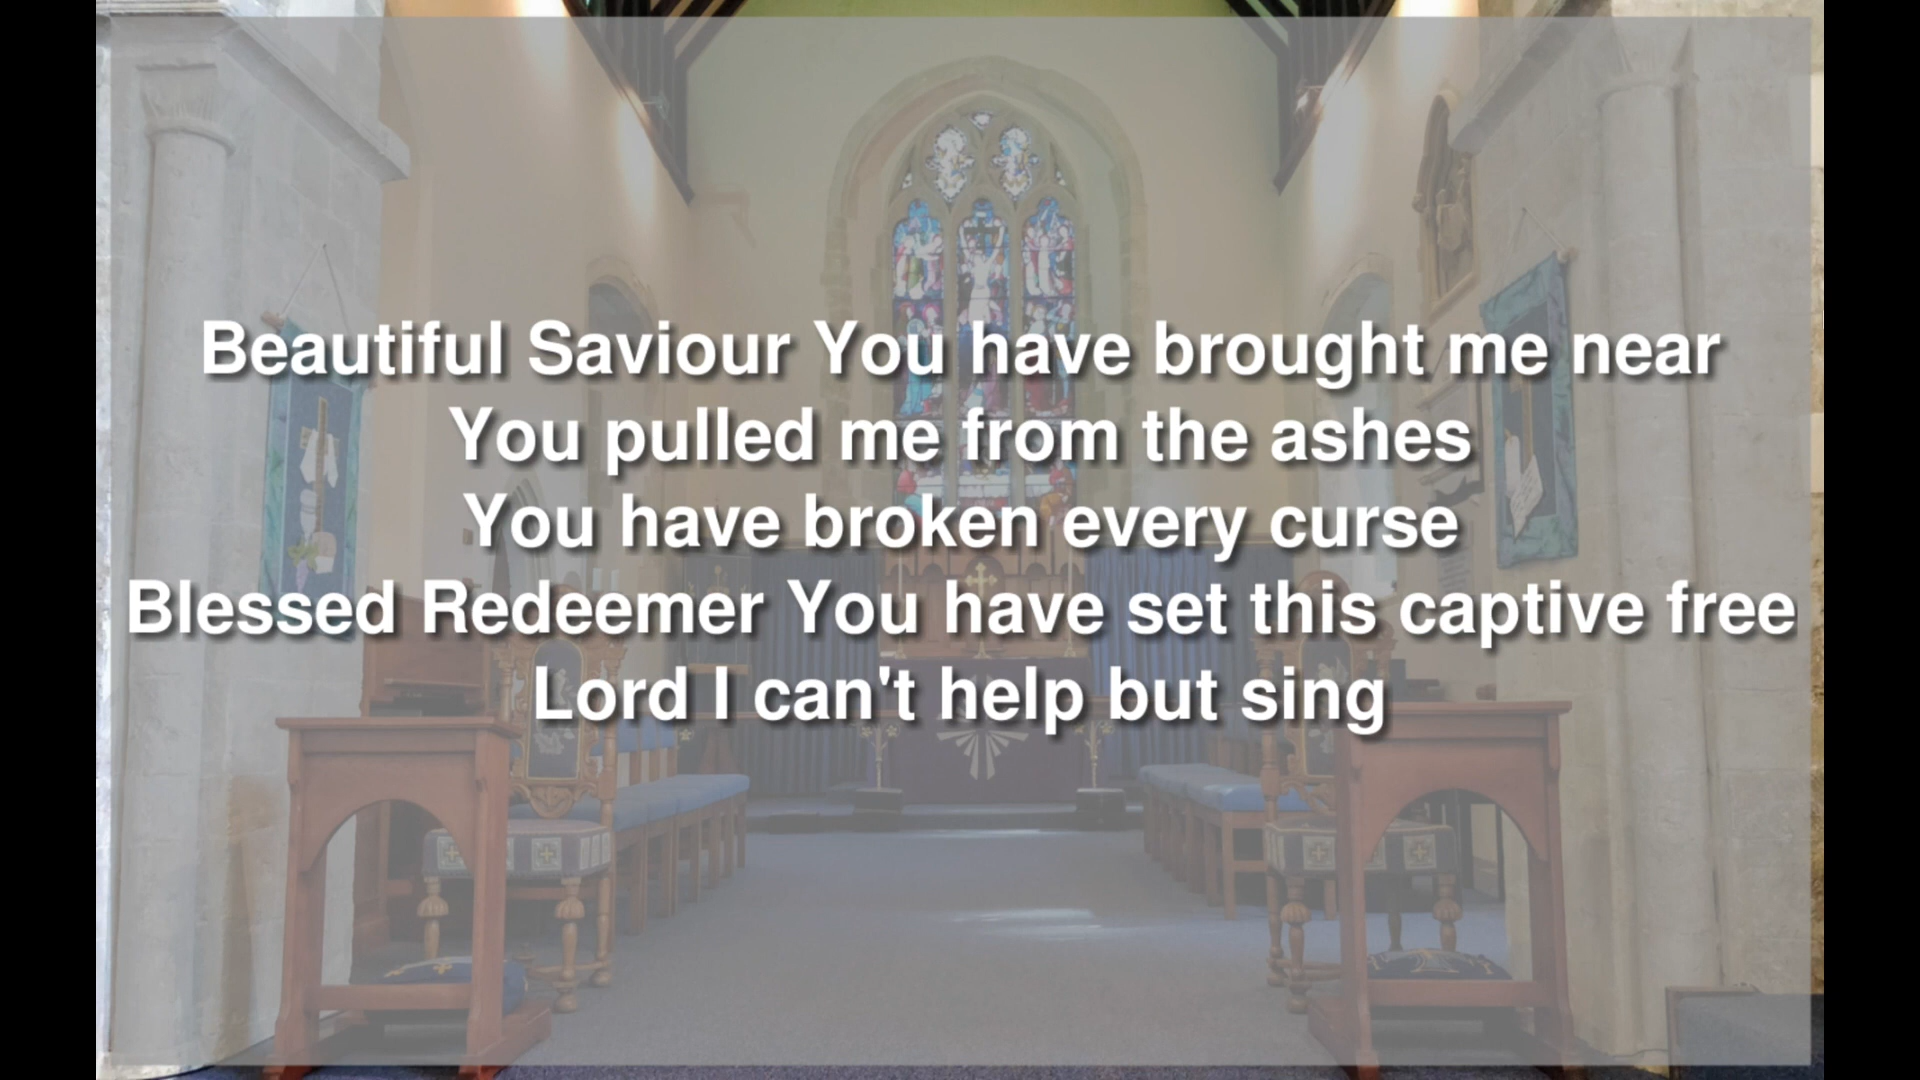 Beautiful Saviour You have brought me near
You pulled me from the ashes
You have broken every curse
Blessed Redeemer You have set this captive free
Lord I can't help but sing